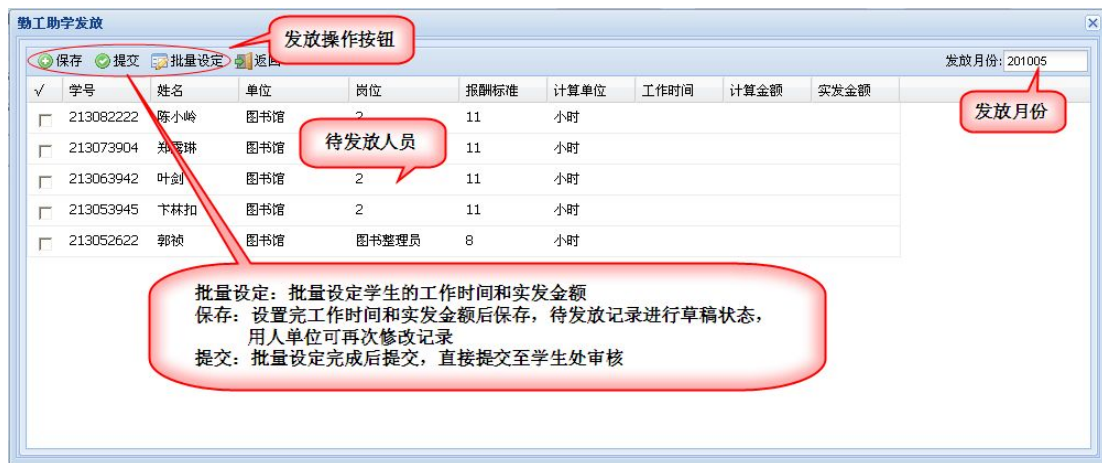 勤工助学发放
发放操作按钮
保存 提交 批量设定 返回 发放月份: 201005
√ 学号 姓名 单位 岗位 报酬标准 计算单位 工作时间 计算金额 实发金额
发放月份
213082222 陈小岭 图书馆 2 11 小时
待发放人员
213073904 郑露琳 图书馆 11 小时
213063942 叶剑 图书馆 2 11 小时
213053945 卞林扣 图书馆 2 11 小时
213052622 郭祯 图书馆 图书整理员 8 小时
批量设定：批量设定学生的工作时间和实发金额
保存：设置完工作时间和实发金额后保存，待发放记录进行草稿状态，
用人单位可再次修改记录
提交：批量设定完成后提交，直接提交至学生处审核